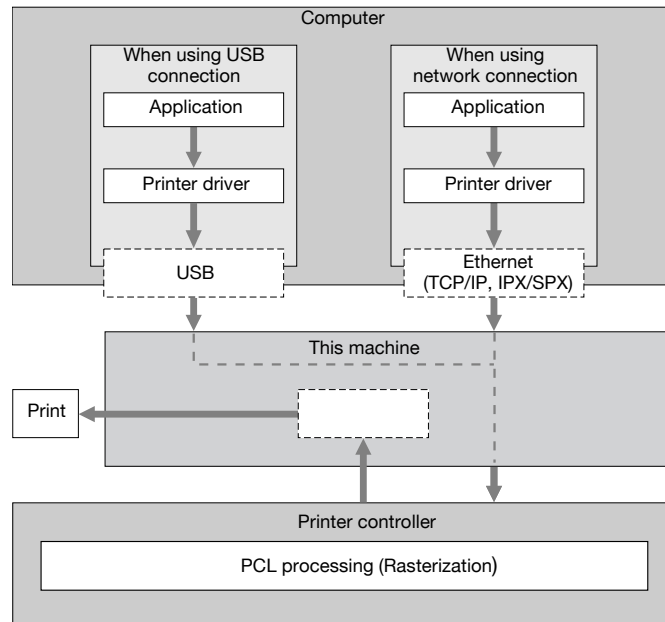 Computer
When using USB
connection
Application
Printer driver
USB
When using
network connection
Application
Printer driver
Ethernet
(TCP/IP, IPX/SPX)
This machine
Print
Printer controller
PCL processing (Rasterization)